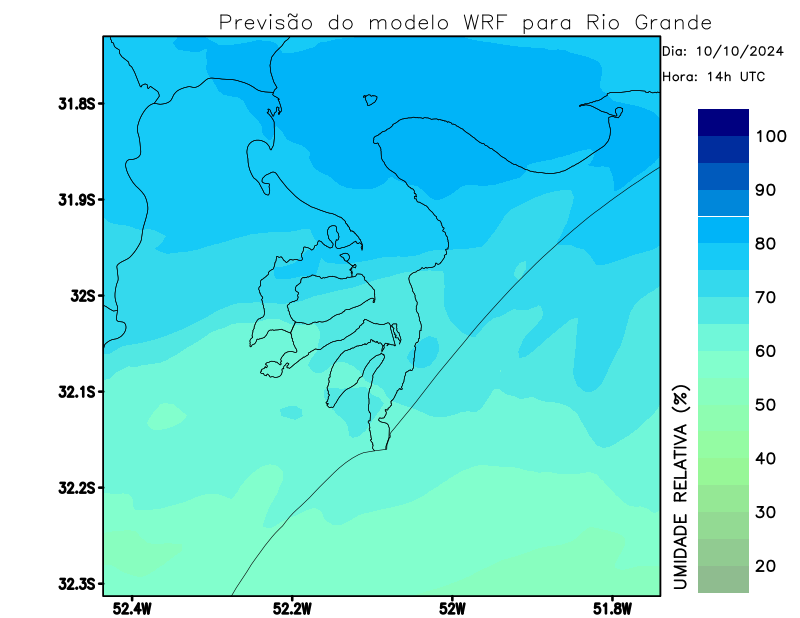 Previsão do modelo WRF para Rio Grande
Dia: 10/10/2024
Hora: 14h UTC
31.8S
31.9S
32S
32.1S
32.2S
32.3S
52.4W
52.2W
52W
51.8W
100
90
80
70
60
50
40
30
20
UMIDADE RELATIVA (%)